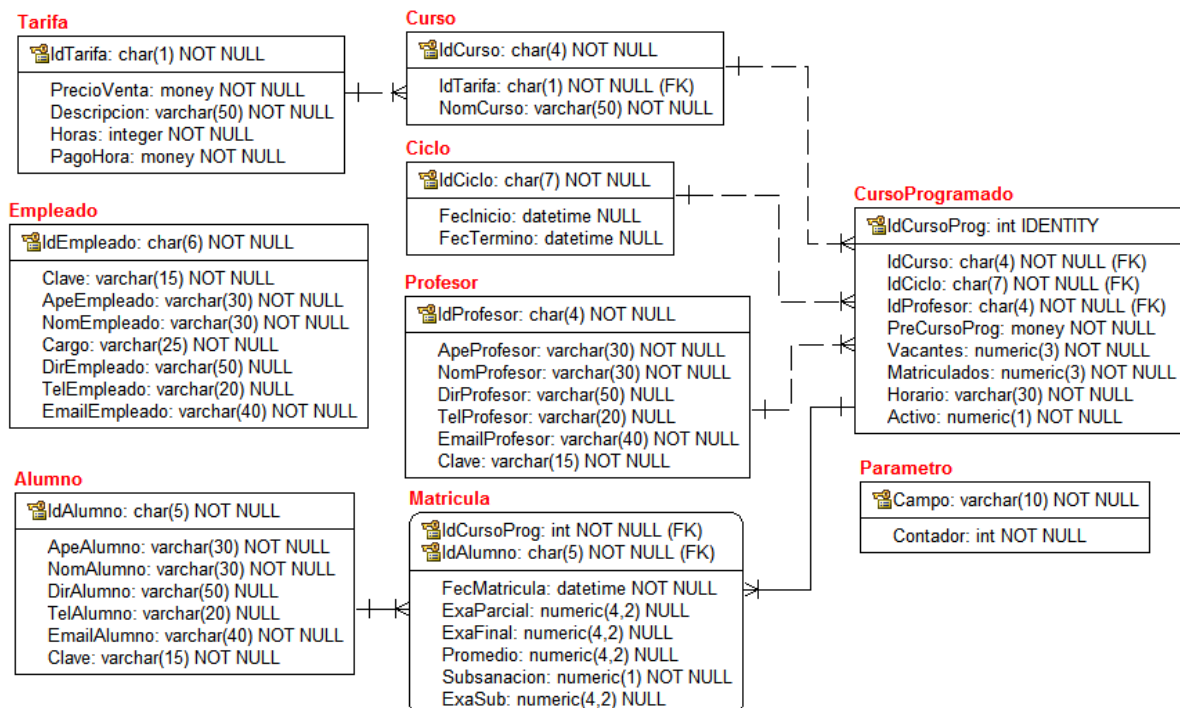 Tarifa
IdTarifa: char(1) NOT NULL
PrecioVenta: money NOT NULL
Descripcion: varchar(50) NOT NULL
Horas: integer NOT NULL
PagoHora: money NOT NULL
Curso
IdCurso: char(4) NOT NULL
IdTarifa: char(1) NOT NULL (FK)
NomCurso: varchar(50) NOT NULL
Ciclo
IdCiclo: char(7) NOT NULL
FecInicio: datetime NULL
FecTermino: datetime NULL
Empleado
IdEmpleado: char(6) NOT NULL
Clave: varchar(15) NOT NULL
ApeEmpleado: varchar(30) NOT NULL
NomEmpleado: varchar(30) NOT NULL
Cargo: varchar(25) NOT NULL
DirEmpleado: varchar(50) NULL
TelEmpleado: varchar(20) NULL
EmailEmpleado: varchar(40) NOT NULL
Profesor
IdProfesor: char(4) NOT NULL
ApeProfesor: varchar(30) NOT NULL
NomProfesor: varchar(30) NOT NULL
DirProfesor: varchar(50) NULL
TelProfesor: varchar(20) NULL
EmailProfesor: varchar(40) NOT NULL
Clave: varchar(15) NOT NULL
CursoProgramado
IdCursoProg: int IDENTITY
IdCurso: char(4) NOT NULL (FK)
IdCiclo: char(7) NOT NULL (FK)
IdProfesor: char(4) NOT NULL (FK)
PreCursoProg: money NOT NULL
Vacantes: numeric(3) NOT NULL
Matriculados: numeric(3) NOT NULL
Horario: varchar(30) NOT NULL
Activo: numeric(1) NOT NULL
Alumno
IdAlumno: char(5) NOT NULL
ApeAlumno: varchar(30) NOT NULL
NomAlumno: varchar(30) NOT NULL
DirAlumno: varchar(50) NULL
TelAlumno: varchar(20) NULL
EmailAlumno: varchar(40) NOT NULL
Clave: varchar(15) NOT NULL
Matricula
IdCursoProg: int NOT NULL (FK)
IdAlumno: char(5) NOT NULL (FK)
FecMatricula: datetime NOT NULL
ExaParcial: numeric(4,2) NULL
ExaFinal: numeric(4,2) NULL
Promedio: numeric(4,2) NULL
Subsanacion: numeric(1) NOT NULL
ExaSub: numeric(4,2) NULL
Parametro
Campo: varchar(10) NOT NULL
Contador: int NOT NULL